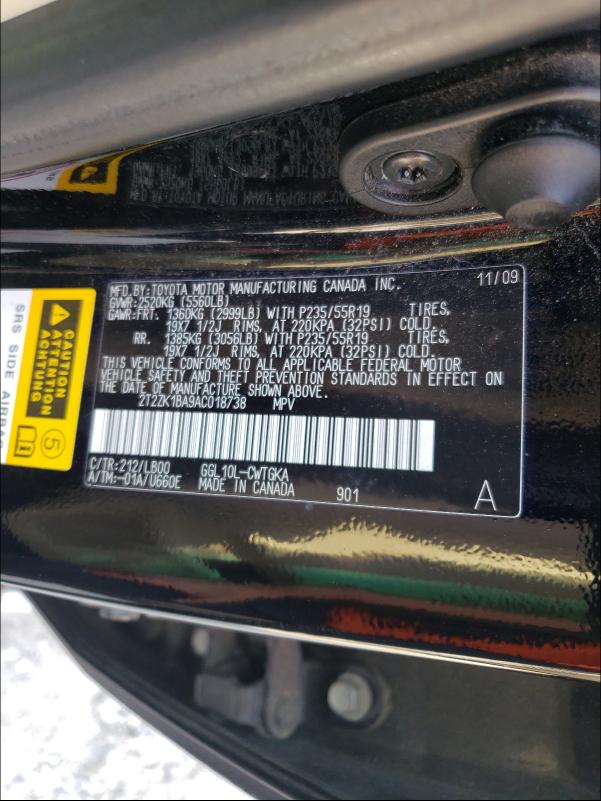 MFD. BY: TOYOTA MOTOR MANUFACTURING CANADA INC. 11/09
GVWR: 2520KG (5560LB)
GAWR: FRT. 1360KG (2999LB) WITH P235/55R19 TIRES,
19X7 1/2J RIMS, AT 220KPA (32PSI) COLD.
RR. 1385KG (3056LB) WITH P235/55R19 TIRES,
19X7 1/2J RIMS, AT 220KPA (32PSI) COLD.
THIS VEHICLE CONFORMS TO ALL APPLICABLE FEDERAL MOTOR
VEHICLE SAFETY AND THEFT PREVENTION STANDARDS IN EFFECT ON
THE DATE OF MANUFACTURE SHOWN ABOVE.
2T2ZK1BA9AC018738 MPV
C/TR: 212/LB00 GGL10L-CWTGKA
A/TM: -01A/U660E MADE IN CANADA 901 A
CAUTION
ATTENTION
ACHTUNG
5
SRS SIDE AIRBAG